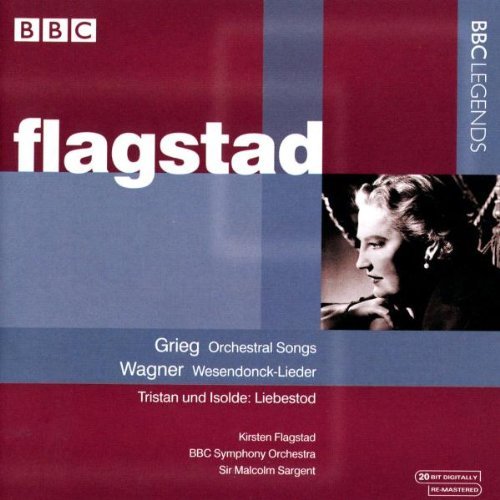 BBC
BBC LEGENDS
flagstad
Grieg Orchestral Songs
Wagner Wesendonck-Lieder
Tristan und Isolde: Liebestod
Kirsten Flagstad
BBC Symphony Orchestra
Sir Malcolm Sargent
20 BIT DIGITALLY
RE-MASTERED